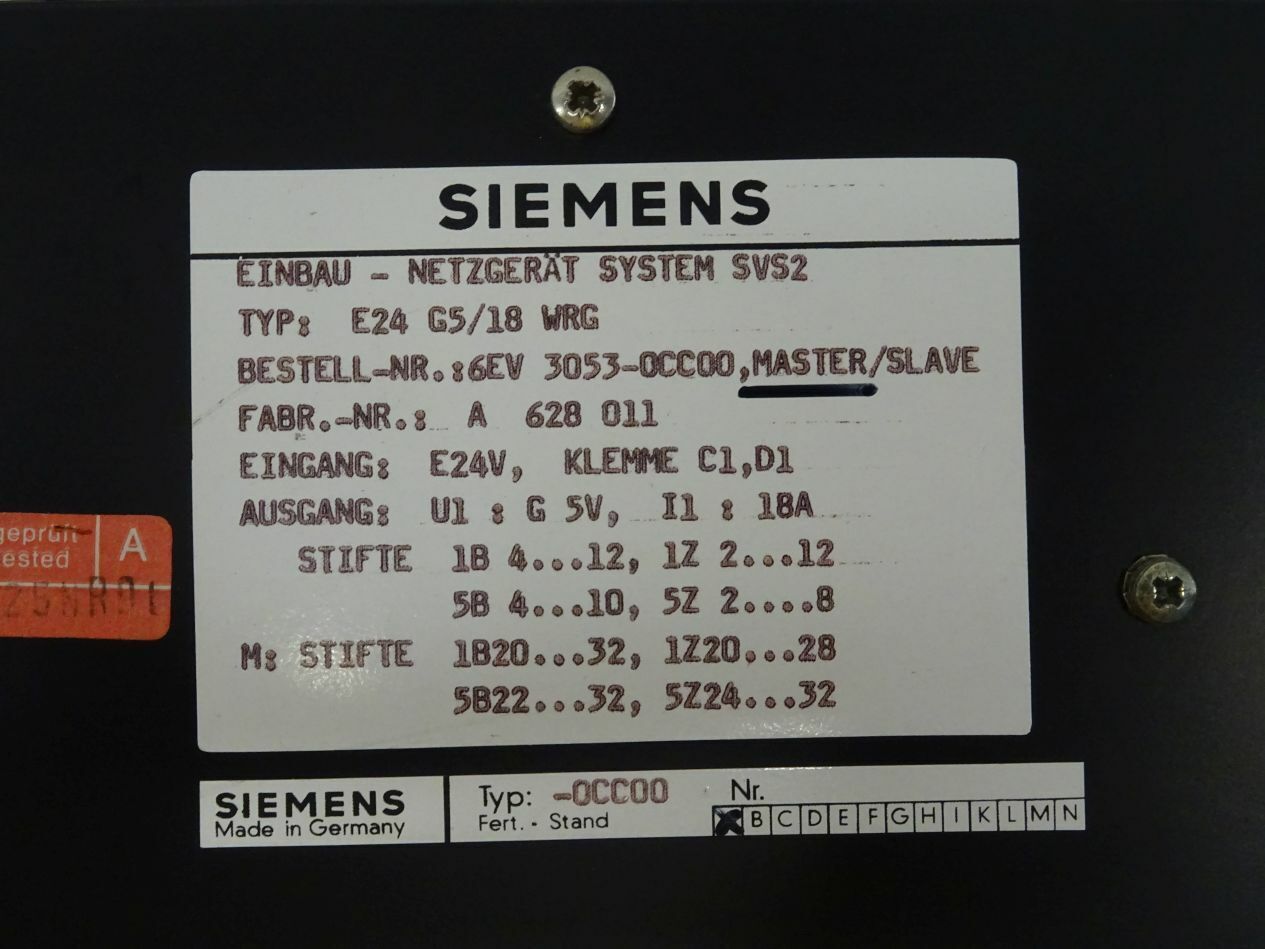 SIEMENS
EINBAU - NETZGERÄT SYSTEM SVS2
TYP: E24 G5/18 WRG
BESTELL-NR.:6EV 3053-0CC00,MASTER/SLAVE
FABR.-NR.: A 628 011
EINGANG: E24V, KLEMME C1,D1
AUSGANG: U1 : G 5V, I1 : 18A
STIFTE 1B 4...12, 1Z 2...12
5B 4...10, 5Z 2....8
M: STIFTE 1B20...32, 1Z20...28
5B22...32, 5Z24...32
geprüft
tested
A
SIEMENS
Made in Germany
Typ: -0CC00 Nr.
Fert. - Stand
B C D E F G H I K L M N